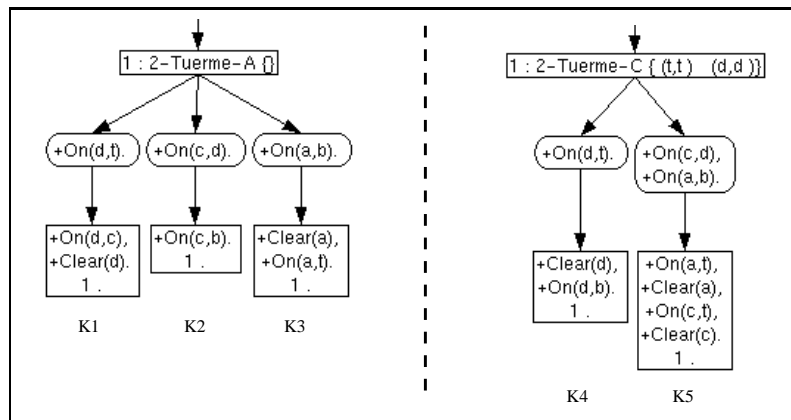 1 : 2-Tuerme-A {}
+On(d,t).
+On(c,d).
+On(a,b).
+On(d,c),
+Clear(d).
1 .
K1
+On(c,b).
1 .
K2
+Clear(a),
+On(a,t).
1 .
K3
1 : 2-Tuerme-C { (t,t ) (d,d )}
+On(d,t).
+On(c,d),
+On(a,b).
+Clear(d),
+On(d,b).
1 .
K4
+On(a,t),
+Clear(a),
+On(c,t),
+Clear(c).
1 .
K5